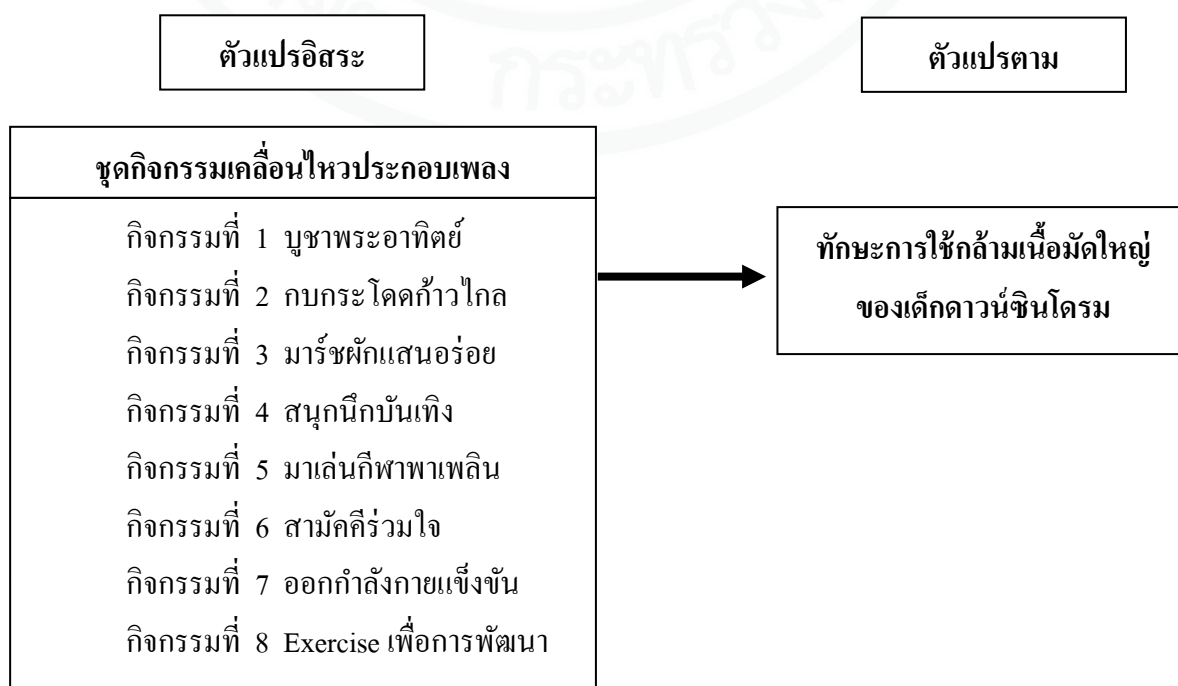 กระทรวง
ตัวแปรอิสระ
ตัวแปรตาม
ชุดกิจกรรมเคลื่อนไหวประกอบเพลง
กิจกรรมที่ 1 บูชาพระอาทิตย์
กิจกรรมที่ 2 กบกระโดดก้าวไกล
กิจกรรมที่ 3 มาร์ชผักแสนอร่อย
กิจกรรมที่ 4 สนุกนึกบันเทิง
กิจกรรมที่ 5 มาเล่นกีฬาพาเพลิน
กิจกรรมที่ 6 สามัคคีร่วมใจ
กิจกรรมที่ 7 ออกกำลังกายแข็งขัน
กิจกรรมที่ 8 Exercise เพื่อการพัฒนา
ทักษะการใช้กล้ามเนื้อมัดใหญ่
ของเด็กดาวน์ซินโดรม